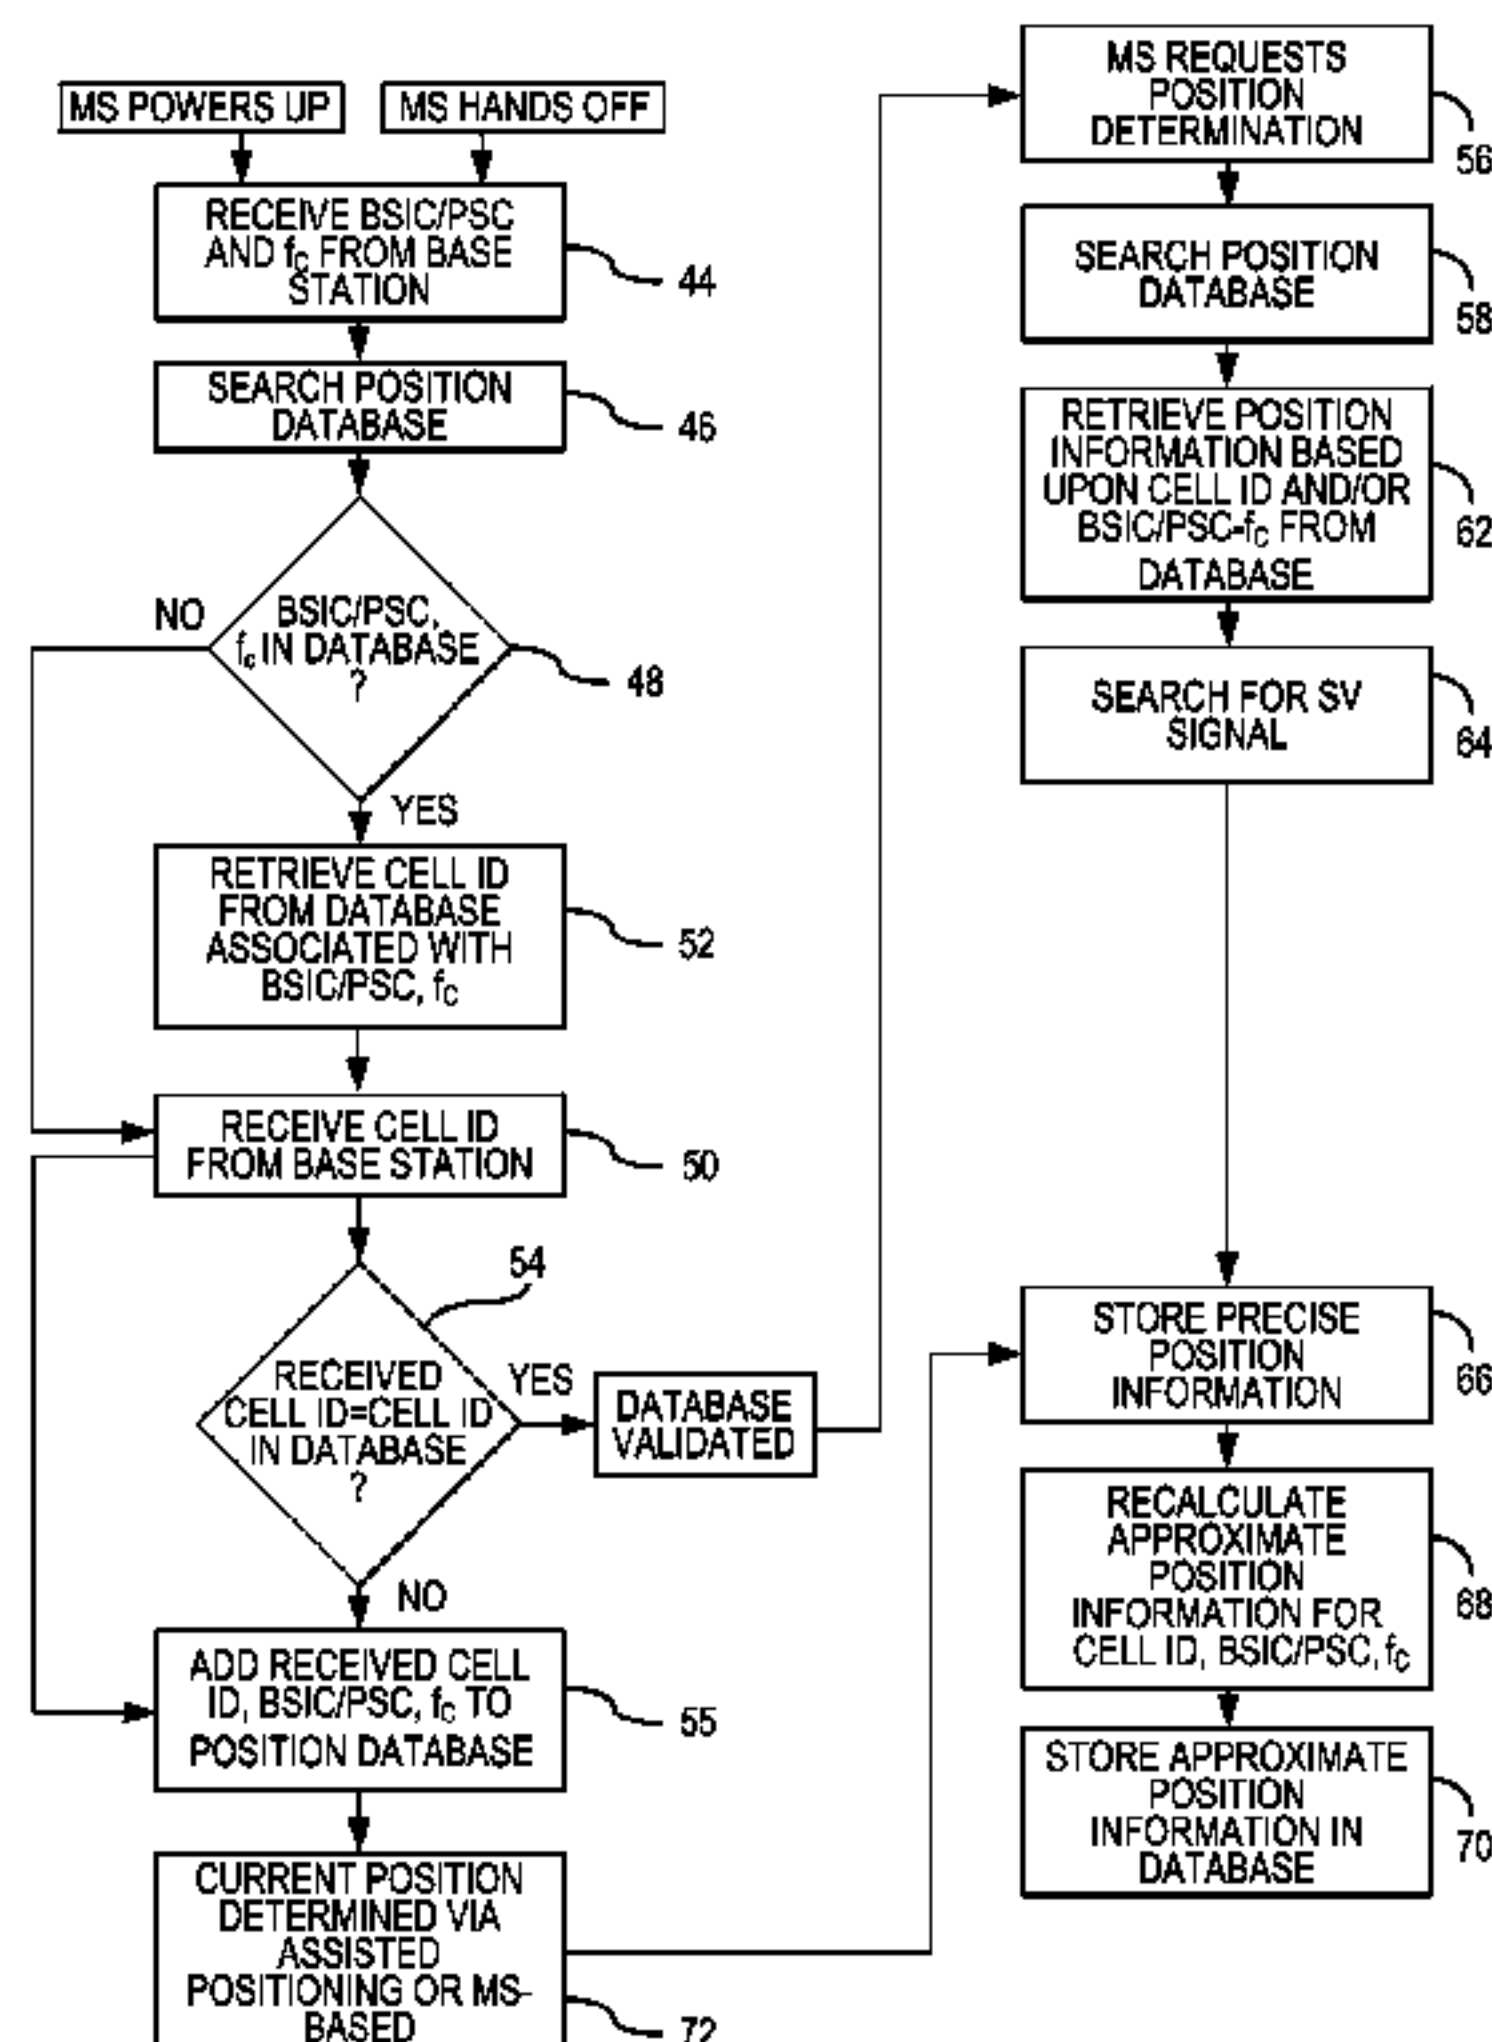 MS POWERS UP
MS HANDS OFF
RECEIVE BSIC/PSC
AND fC FROM BASE
STATION
44
SEARCH POSITION
DATABASE
46
BSIC/PSC,
fc IN DATABASE
?
48
NO
YES
RETRIEVE CELL ID
FROM DATABASE
ASSOCIATED WITH
BSIC/PSC, fC
52
RECEIVE CELL ID
FROM BASE STATION
50
54
RECEIVED
CELL ID=CELL ID
IN DATABASE
?
YES
DATABASE
VALIDATED
NO
ADD RECEIVED CELL
ID, BSIC/PSC, fC TO
POSITION DATABASE
55
CURRENT POSITION
DETERMINED VIA
ASSISTED
POSITIONING OR MS-
BASED
72
MS REQUESTS
POSITION
DETERMINATION
56
SEARCH POSITION
DATABASE
58
RETRIEVE POSITION
INFORMATION BASED
UPON CELL ID AND/OR
BSIC/PSC-fC FROM
DATABASE
62
SEARCH FOR SV
SIGNAL
64
STORE PRECISE
POSITION
INFORMATION
66
RECALCULATE
APPROXIMATE
POSITION
INFORMATION FOR
CELL ID, BSIC/PSC, fC
68
STORE APPROXIMATE
POSITION
INFORMATION IN
DATABASE
70